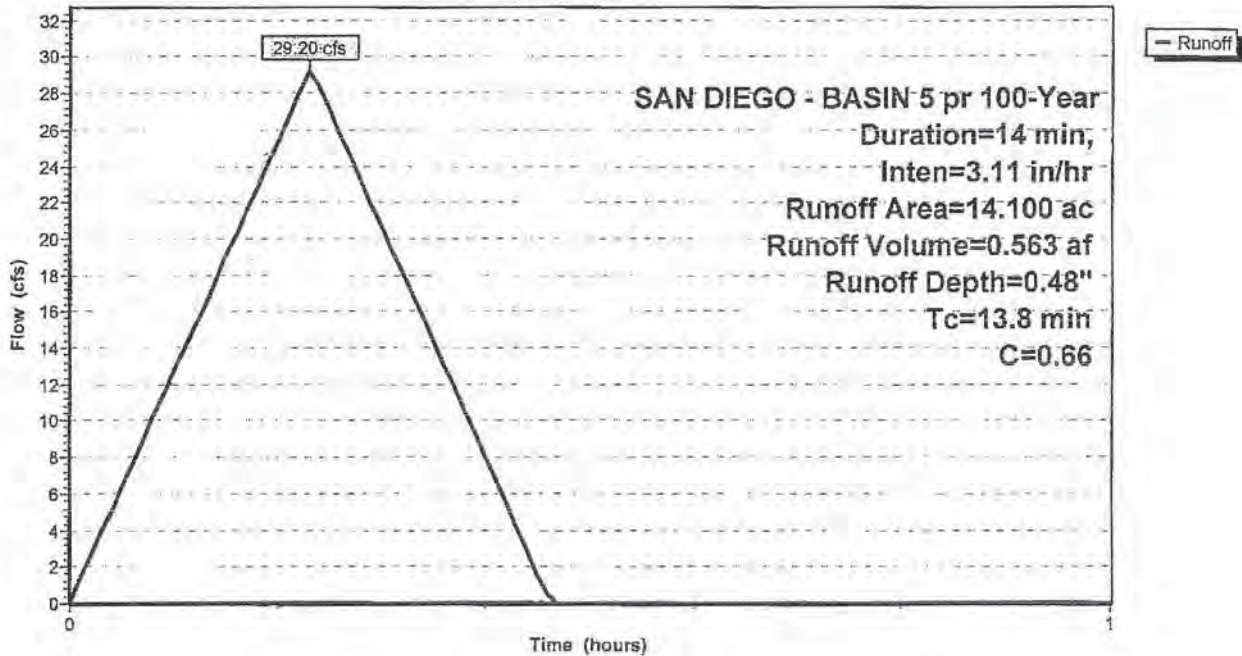 32
30
28
26
24
22
20
18
16
14
12
10
8
6
4
2
0
Flow (cfs)
29.20 cfs
Runoff
SAN DIEGO - BASIN 5 pr 100-Year
Duration=14 min,
Inten=3.11 in/hr
Runoff Area=14.100 ac
Runoff Volume=0.563 af
Runoff Depth=0.48"
Tc=13.8 min
C=0.66
0
1
Time (hours)